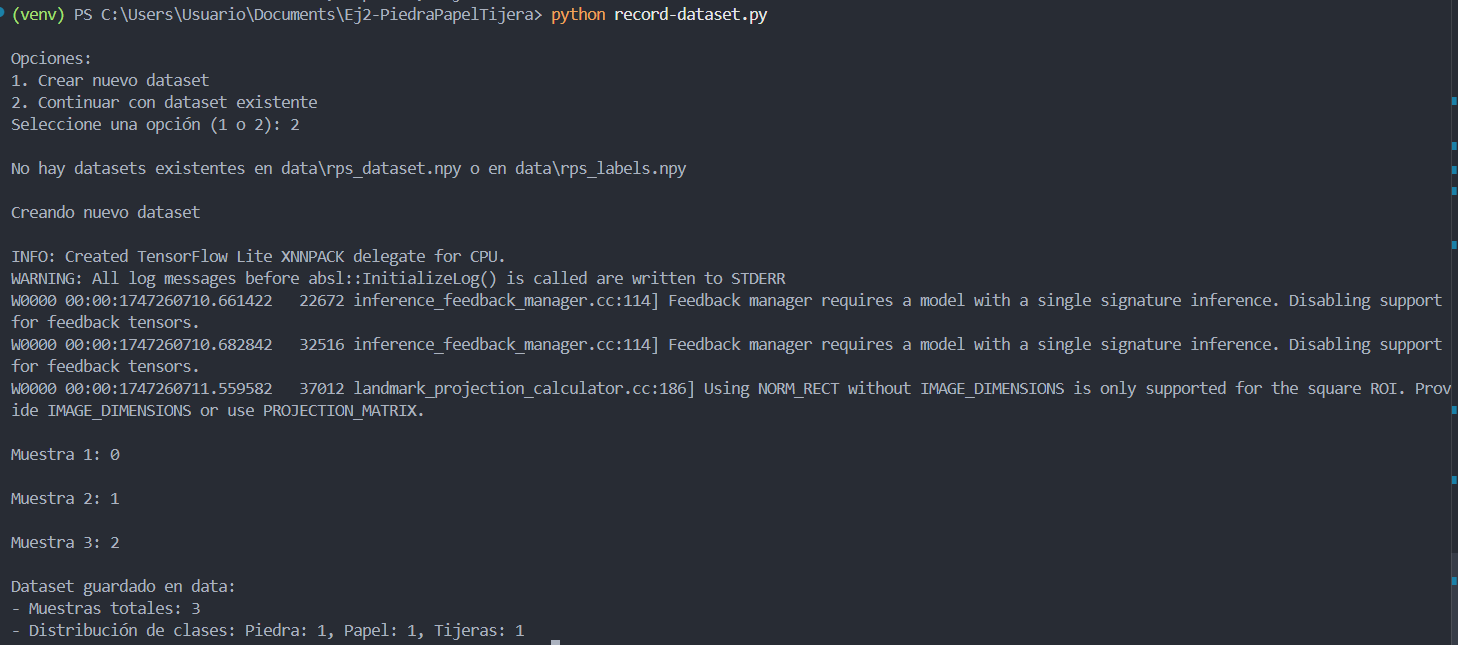 (venv) PS C:\Users\Usuario\Documents\Ej2-PiedraPapelTijera> python record-dataset.py
Opciones:
1. Crear nuevo dataset
2. Continuar con dataset existente
Seleccione una opción (1 o 2): 2
No hay datasets existentes en data\rps_dataset.npy o en data\rps_labels.npy
Creando nuevo dataset
INFO: Created TensorFlow Lite XNNPACK delegate for CPU.
WARNING: All log messages before absl::InitializeLog() is called are written to STDERR
W0000 00:00:1747260710.661422   22672 inference_feedback_manager.cc:114] Feedback manager requires a model with a single signature inference. Disabling support
for feedback tensors.
W0000 00:00:1747260710.682842   32516 inference_feedback_manager.cc:114] Feedback manager requires a model with a single signature inference. Disabling support
for feedback tensors.
W0000 00:00:1747260711.559582   37012 landmark_projection_calculator.cc:186] Using NORM_RECT without IMAGE_DIMENSIONS is only supported for the square ROI. Prov
ide IMAGE_DIMENSIONS or use PROJECTION_MATRIX.
Muestra 1: 0
Muestra 2: 1
Muestra 3: 2
Dataset guardado en data:
- Muestras totales: 3
- Distribución de clases: Piedra: 1, Papel: 1, Tijeras: 1